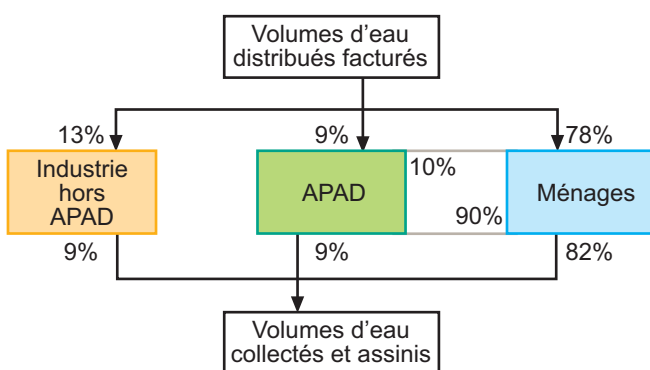 Volumes d'eau
distribués facturés
13%
9%
78%
Industrie
hors
APAD
APAD
10%
90%
Ménages
9%
9%
82%
Volumes d'eau
collectés et assinis